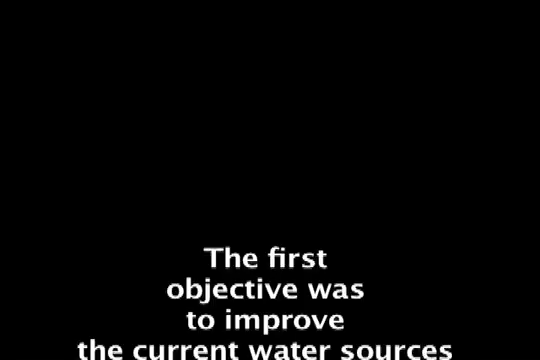 The first
objective was
to improve
the current water sources